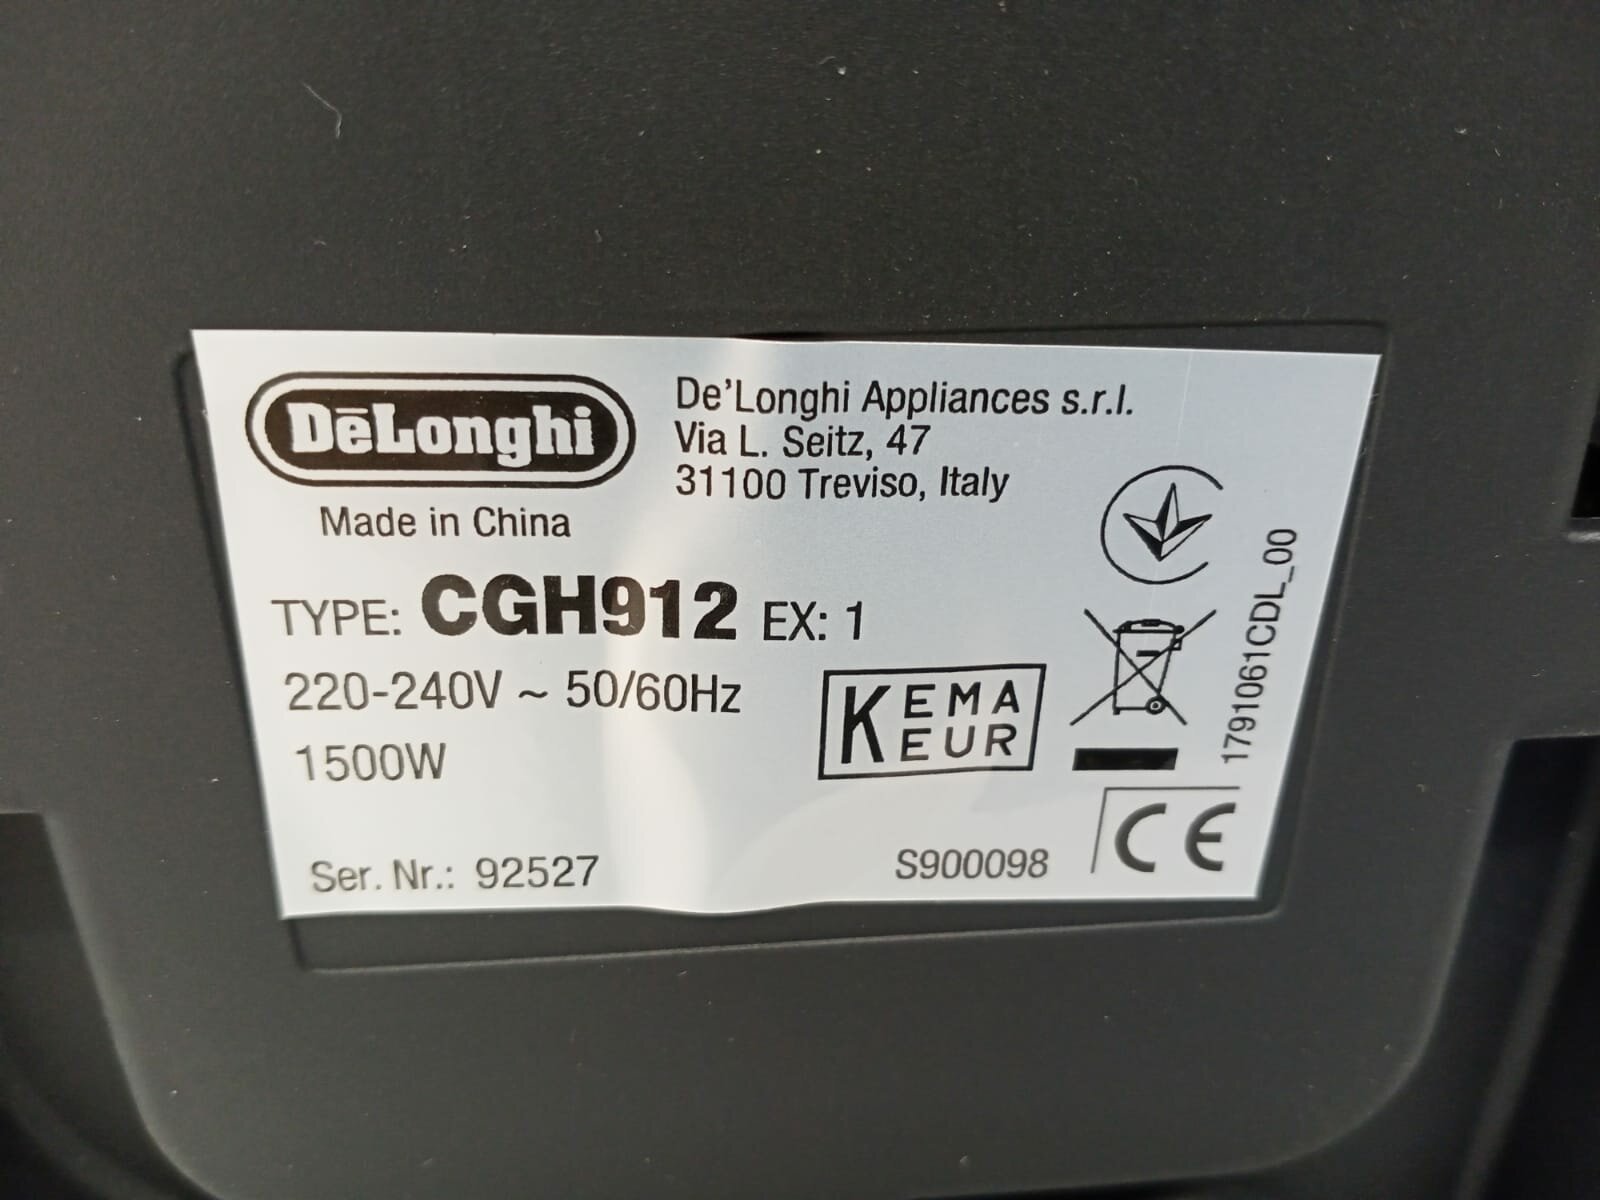 DēLonghi
De'Longhi Appliances s.r.l.
Via L. Seitz, 47
31100 Treviso, Italy
Made in China
TYPE: CGH912 EX: 1
220-240V ~ 50/60Hz
1500W
KEMA
EUR
1791061CDL_00
Ser. Nr.: 92527
S900098
CE